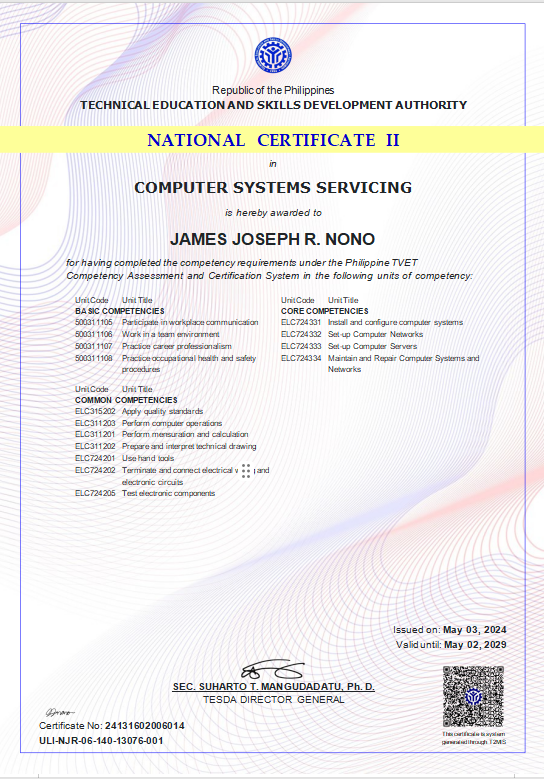 Republic of the Philippines
TECHNICAL EDUCATION AND SKILLS DEVELOPMENT AUTHORITY
NATIONAL CERTIFICATE II
in
COMPUTER SYSTEMS SERVICING
is hereby awarded to
JAMES JOSEPH R. NONO
for having completed the competency requirements under the Philippine TVET
Competency Assessment and Certification System in the following units of competency:
Unit Code Unit Title
BASIC COMPETENCIES
500311105 Participate in workplace communication
500311106 Work in a team environment
500311107 Practice career professionalism
500311108 Practice occupational health and safety
procedures
Unit Code Unit Title
CORE COMPETENCIES
ELC724331 Install and configure computer systems
ELC724332 Set-up Computer Networks
ELC724333 Set-up Computer Servers
ELC724334 Maintain and Repair Computer Systems and
Networks
Unit Code Unit Title
COMMON COMPETENCIES
ELC315202 Apply quality standards
ELC311203 Perform computer operations
ELC311201 Perform mensuration and calculation
ELC311202 Prepare and interpret technical drawing
ELC724201 Use hand tools
ELC724202 Terminate and connect electrical and
electronic circuits
ELC724205 Test electronic components
Issued on: May 03, 2024
Valid until: May 02, 2029
SEC. SUHARTO T. MANGUDADATU, Ph. D.
TESDA DIRECTOR GENERAL
Certificate No: 24131602006014
ULI-NJR-06-140-13076-001
This certificate is system
generated through T2MIS